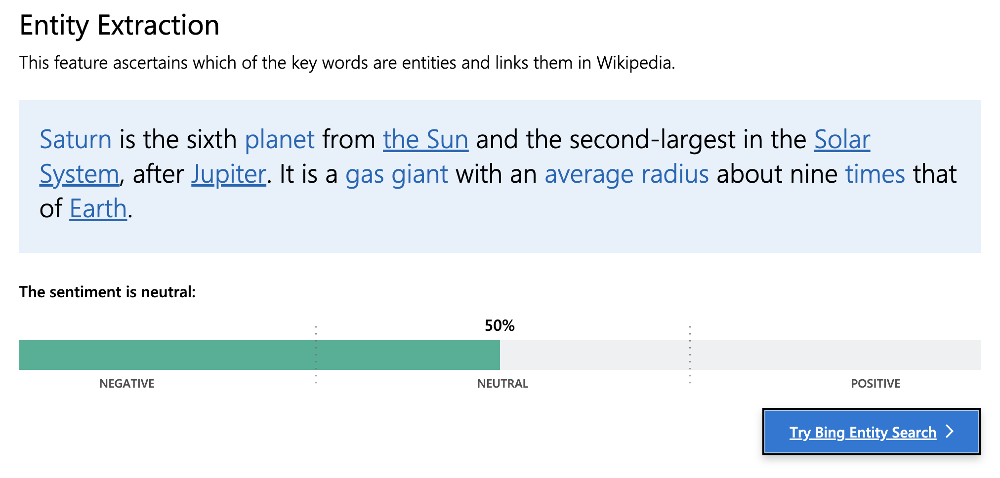 Entity Extraction
This feature ascertains which of the key words are entities and links them in Wikipedia.
Saturn is the sixth planet from the Sun and the second-largest in the Solar
System, after Jupiter. It is a gas giant with an average radius about nine times that
of Earth.
The sentiment is neutral:
50%
NEGATIVE NEUTRAL POSITIVE
Try Bing Entity Search